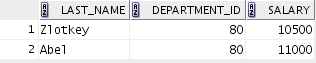 LAST_NAME DEPARTMENT_ID SALARY
1 Zlotkey 80 10500
2 Abel 80 11000